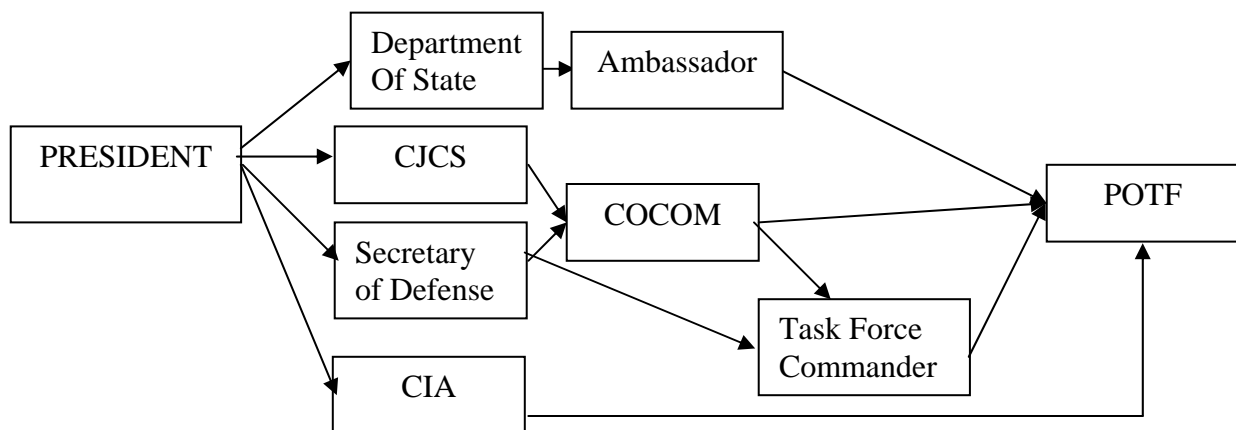 Department
Of State
Ambassador
PRESIDENT
CJCS
POTF
COCOM
Secretary
of Defense
Task Force
Commander
CIA